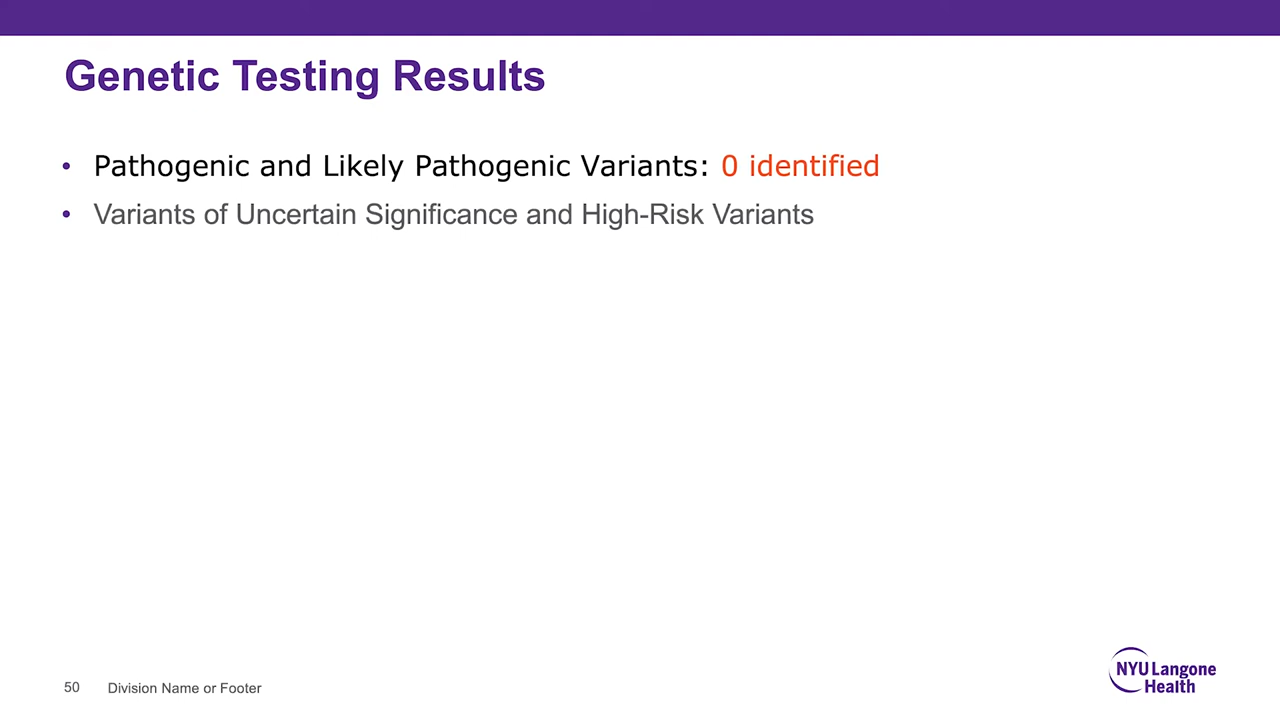 Genetic Testing Results
• Pathogenic and Likely Pathogenic Variants: 0 identified
• Variants of Uncertain Significance and High-Risk Variants
50 Division Name or Footer
NYU Langone
Health